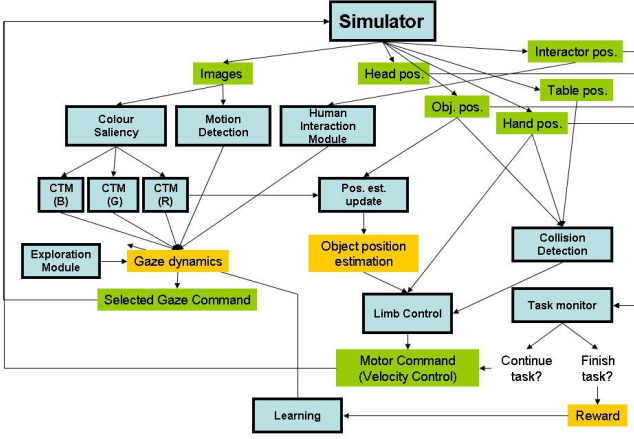 Simulator
Interactor pos.
Images
Head pos.
Table pos.
Obj. pos.
Hand pos.
Colour
Saliency
Motion
Detection
Human
Interaction
Module
CTM
(B)
CTM
(G)
CTM
(R)
Pos. est.
update
Collision
Detection
Exploration
Module
Gaze dynamics
Object position
estimation
Selected Gaze Command
Limb Control
Task monitor
Motor Command
(Velocity Control)
Continue
task?
Finish
task?
Learning
Reward